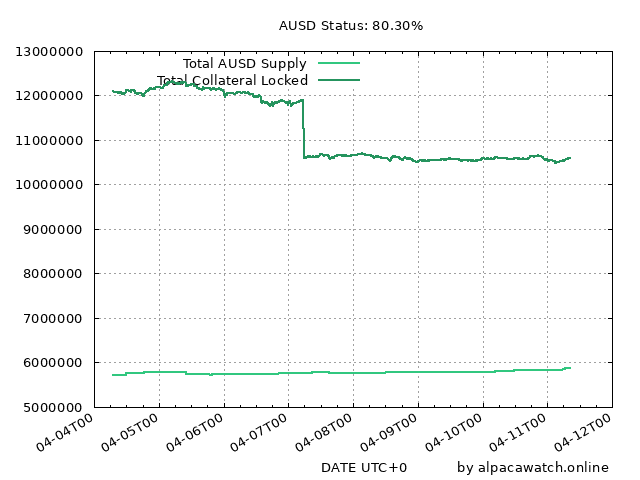 AUSD Status: 80.30%
13000000
Total AUSD Supply
Total Collateral Locked
12000000
11000000
10000000
9000000
8000000
7000000
6000000
5000000
04-04T00
04-05T00
04-06T00
04-07T00
04-08T00
04-09T00
04-10T00
04-11T00
04-12T00
DATE UTC+0
by alpacawatch.online